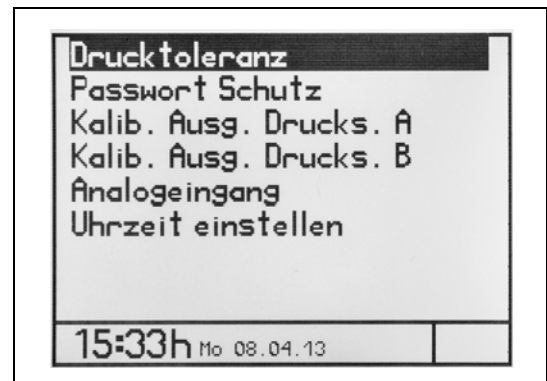 Drucktoleranz
Passwort Schutz
Kalib. Ausg. Drucks. A
Kalib. Ausg. Drucks. B
Analogeingang
Uhrzeit einstellen
15:33h Mo 08.04.13